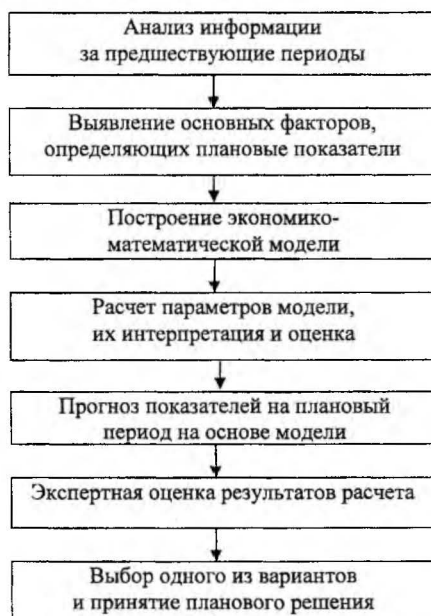 Анализ информации
за предшествующие периоды
Выявление основных факторов,
определяющих плановые показатели
Построение экономико-
математической модели
Расчет параметров модели,
их интерпретация и оценка
Прогноз показателей на плановый
период на основе модели
Экспертная оценка результатов расчета
Выбор одного из вариантов
и принятие планового решения